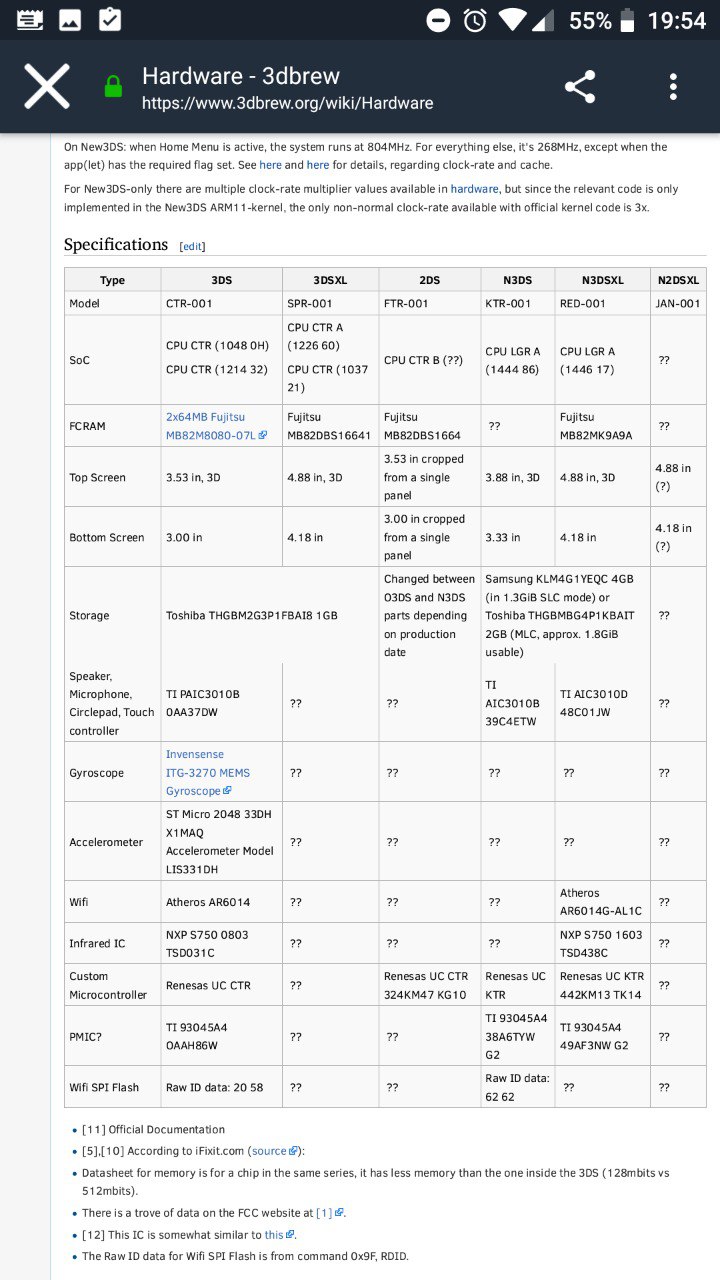 55% 19:54
Hardware - 3dbrew
https://www.3dbrew.org/wiki/Hardware
On New3DS: when Home Menu is active, the system runs at 804MHz. For everything else, it's 268MHz, except when the
app(let) has the required flag set. See here and here for details, regarding clock-rate and cache.
For New3DS-only there are multiple clock-rate multiplier values available in hardware, but since the relevant code is only
implemented in the New3DS ARM11-kernel, the only non-normal clock-rate available with official kernel code is 3x.
Specifications [edit]
Type 3DS 3DSXL 2DS N3DS N3DSXL N2DSXL
Model CTR-001 SPR-001 FTR-001 KTR-001 RED-001 JAN-001
SoC
CPU CTR (1048 0H)
CPU CTR (1214 32)
CPU CTR A
(1226 60)
CPU CTR (1037
21)
CPU CTR B (??)
CPU LGR A
(1444 86)
CPU LGR A
(1446 17)
??
FCRAM
2x64MB Fujitsu
MB82M8080-07L
Fujitsu
MB82DBS16641
Fujitsu
MB82DBS1664
??
Fujitsu
MB82MK9A9A
??
Top Screen
3.53 in, 3D
4.88 in, 3D
3.53 in cropped
from a single
panel
3.88 in, 3D
4.88 in, 3D
4.88 in
(?)
Bottom Screen
3.00 in
4.18 in
3.00 in cropped
from a single
panel
3.33 in
4.18 in
4.18 in
(?)
Storage
Toshiba THGBM2G3P1FBAI8 1GB
Changed between
O3DS and N3DS
parts depending
on production
date
Samsung KLM4G1YEQC 4GB
(in 1.3GiB SLC mode) or
Toshiba THGBMBG4P1KBAIT
2GB (MLC, approx. 1.8GiB
usable)
??
Speaker,
Microphone,
Circlepad, Touch
controller
TI PAIC3010B
0AA37DW
??
??
TI
AIC3010B
39C4ETW
TI AIC3010D
48C01JW
??
Gyroscope
Invensense
ITG-3270 MEMS
Gyroscope
??
??
??
??
??
Accelerometer
ST Micro 2048 33DH
X1MAQ
Accelerometer Model
LIS331DH
??
??
??
??
??
Wifi
Atheros AR6014
??
??
??
Atheros
AR6014G-AL1C
??
Infrared IC
NXP S750 0803
TSD031C
??
??
??
NXP S750 1603
TSD438C
??
Custom
Microcontroller
Renesas UC CTR
??
Renesas UC CTR
324KM47 KG10
Renesas UC
KTR
Renesas UC KTR
442KM13 TK14
??
PMIC?
TI 93045A4
OAAH86W
??
??
TI 93045A4
38A6TYW
G2
TI 93045A4
49AF3NW G2
??
Wifi SPI Flash
Raw ID data: 20 58
??
??
Raw ID data:
62 62
??
??
• [11] Official Documentation
• [5],[10] According to iFixit.com (source):
• Datasheet for memory is for a chip in the same series, it has less memory than the one inside the 3DS (128mbits vs
512mbits).
• There is a trove of data on the FCC website at [1].
• [12] This IC is somewhat similar to this.
• The Raw ID data for Wifi SPI Flash is from command 0x9F, RDID.